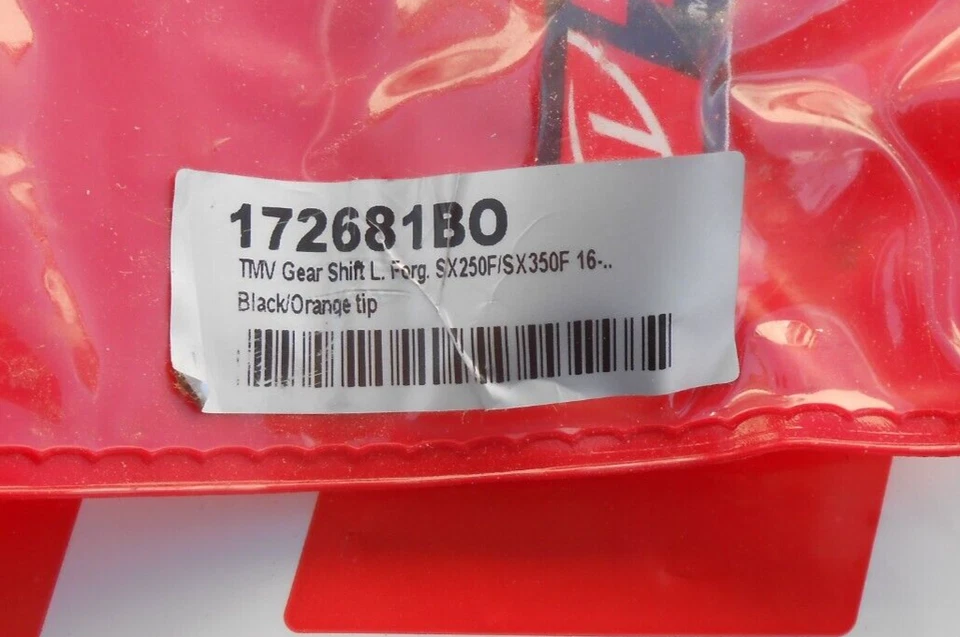 172681BO
TMV Gear Shift L. Forg. SX250F/SX350F 16-..
Black/Orange tip